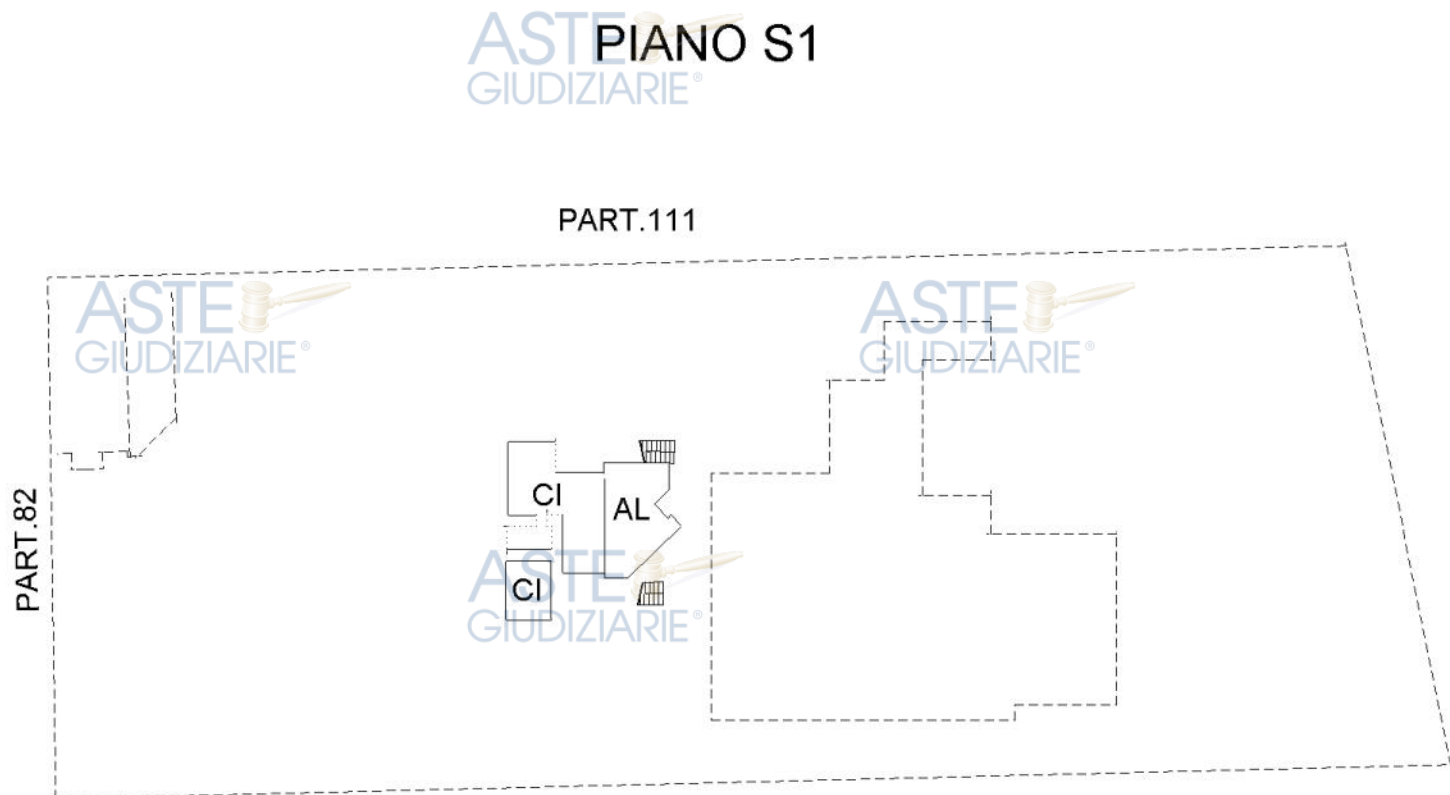 ASTE
GIUDIZIARIE®
PIANO S1
PART.111
ASTE
GIUDIZIARIE®
ASTE
GIUDIZIARIE®
PART.82
CI
AL
CI
ASTE
GIUDIZIARIE®